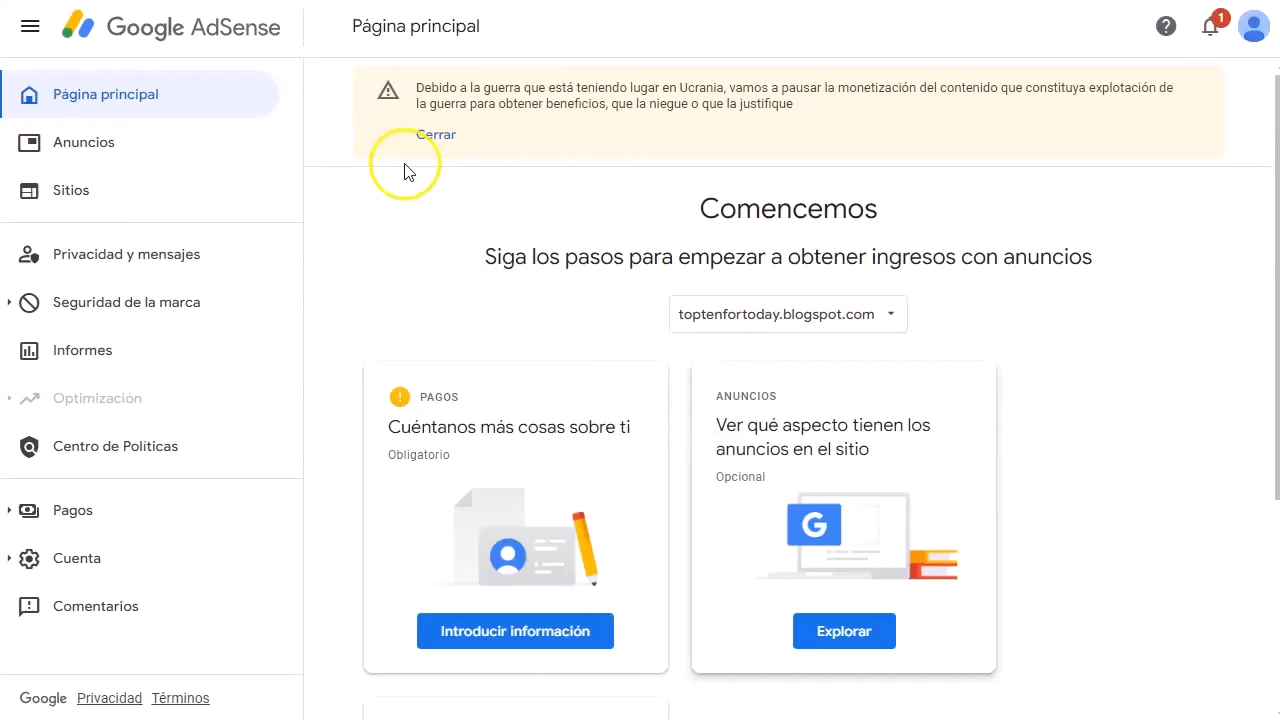 Google AdSense
Página principal
1
Página principal
Anuncios
Sitios
Privacidad y mensajes
Seguridad de la marca
Informes
Optimización
Centro de Políticas
Pagos
Cuenta
Comentarios
Google Privacidad Términos
Debido a la guerra que está teniendo lugar en Ucrania, vamos a pausar la monetización del contenido que constituya explotación de
la guerra para obtener beneficios, que la niegue o que la justifique
Cerrar
Comencemos
Siga los pasos para empezar a obtener ingresos con anuncios
toptenfortoday.blogspot.com
PAGOS
Cuéntanos más cosas sobre ti
Obligatorio
Introducir información
ANUNCIOS
Ver qué aspecto tienen los
anuncios en el sitio
Opcional
G
Explorar